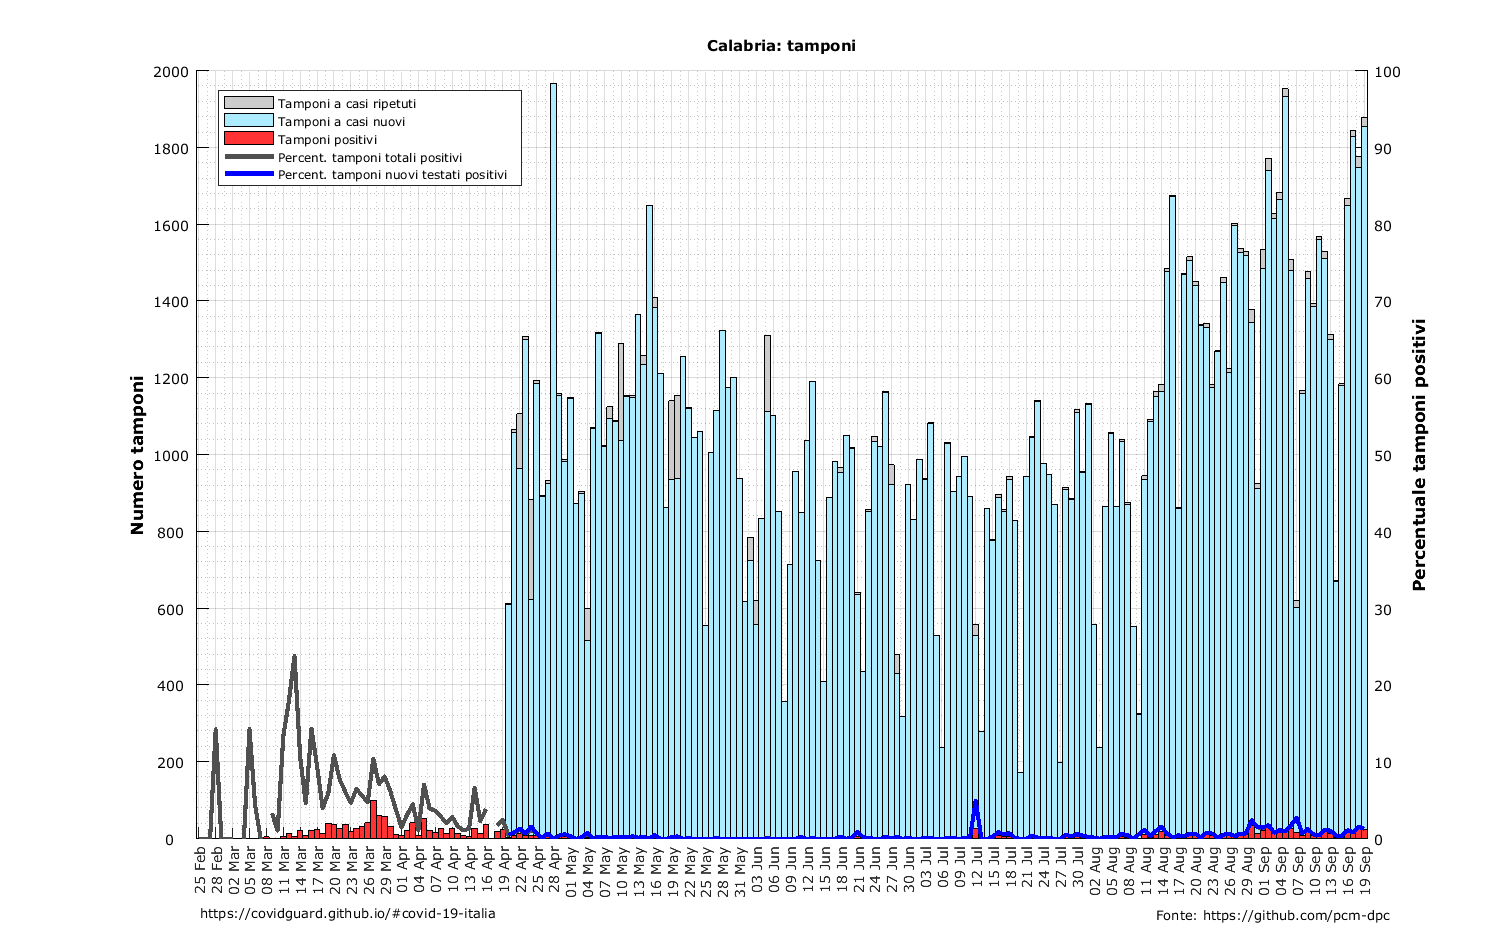 Calabria: tamponi
Tamponi a casi ripetuti
Tamponi a casi nuovi
Tamponi positivi
Percent. tamponi totali positivi
Percent. tamponi nuovi testati positivi
Numero tamponi
2000
1800
1600
1400
1200
1000
800
600
400
200
0
Percentuale tamponi positivi
100
90
80
70
60
50
40
30
20
10
0
25 Feb
28 Feb
02 Mar
05 Mar
08 Mar
11 Mar
14 Mar
17 Mar
20 Mar
23 Mar
26 Mar
29 Mar
01 Apr
04 Apr
07 Apr
10 Apr
13 Apr
16 Apr
19 Apr
22 Apr
25 Apr
28 Apr
01 May
04 May
07 May
10 May
13 May
16 May
19 May
22 May
25 May
28 May
31 May
03 Jun
06 Jun
09 Jun
12 Jun
15 Jun
18 Jun
21 Jun
24 Jun
27 Jun
30 Jun
03 Jul
06 Jul
09 Jul
12 Jul
15 Jul
18 Jul
21 Jul
24 Jul
27 Jul
30 Jul
02 Aug
05 Aug
08 Aug
11 Aug
14 Aug
17 Aug
20 Aug
23 Aug
26 Aug
29 Aug
01 Sep
04 Sep
07 Sep
10 Sep
13 Sep
16 Sep
19 Sep
https://covidguard.github.io/#covid-19-italia
Fonte: https://github.com/pcm-dpc